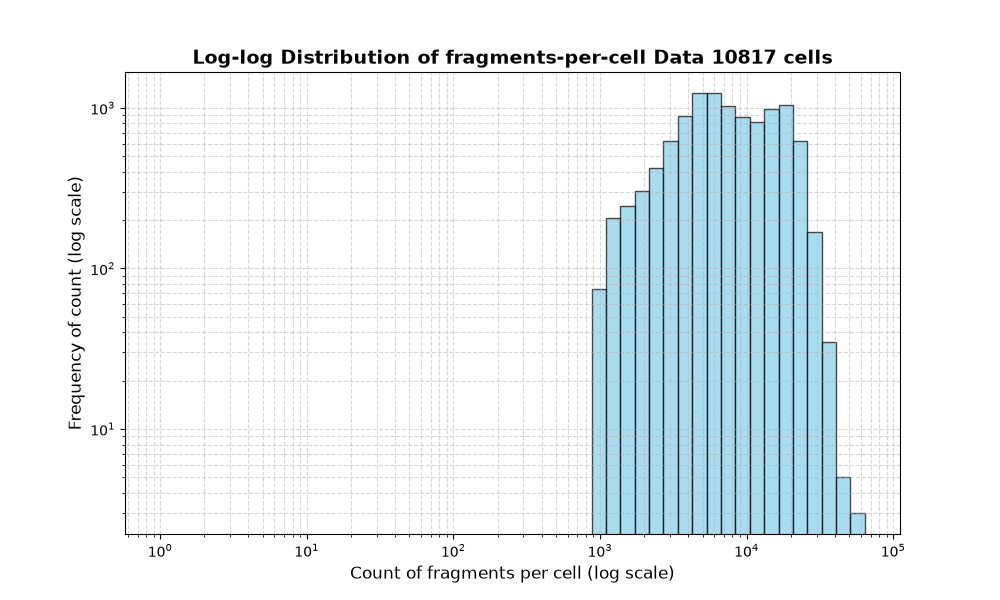 Log-log Distribution of fragments-per-cell Data 10817 cells
Frequency of count (log scale)
10³
10²
10¹
10⁰ 10¹ 10² 10³ 10⁴ 10⁵
Count of fragments per cell (log scale)